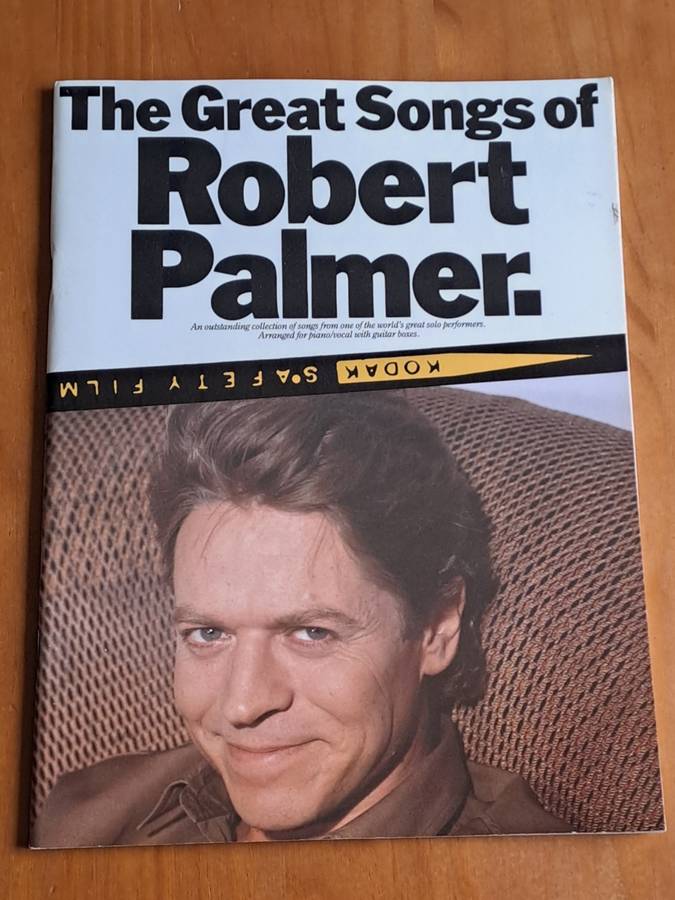 The Great Songs of
Robert
Palmer.
An outstanding collection of songs from one of the world's great solo performers.
Arranged for piano/vocal with guitar boxes.
KODAK S'AFETY FILM